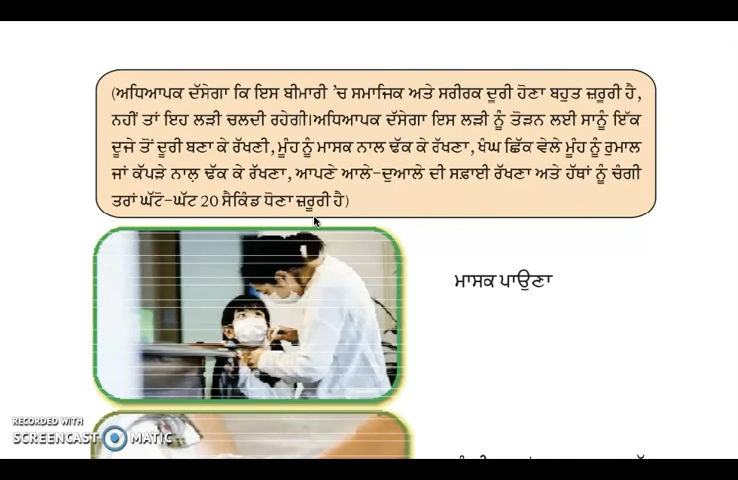 (ਅਧਿਆਪਕ ਦੱਸੇਗਾ ਕਿ ਇਸ ਬੀਮਾਰੀ ’ਚ ਸਮਾਜਿਕ ਅਤੇ ਸਰੀਰਕ ਦੂਰੀ ਹੋਣਾ ਬਹੁਤ ਜ਼ਰੂਰੀ ਹੈ,
ਨਹੀਂ ਤਾਂ ਇਹ ਲੜੀ ਚਲਦੀ ਰਹੇਗੀ।ਅਧਿਆਪਕ ਦੱਸੇਗਾ ਇਸ ਲੜੀ ਨੂੰ ਤੋੜਨ ਲਈ ਸਾਨੂੰ ਇੱਕ
ਦੂਜੇ ਤੋਂ ਦੂਰੀ ਬਣਾ ਕੇ ਰੱਖਣੀ, ਮੂੰਹ ਨੂੰ ਮਾਸਕ ਨਾਲ ਢੱਕ ਕੇ ਰੱਖਣਾ, ਖੰਘ ਛਿੱਕ ਵੇਲੇ ਮੂੰਹ ਨੂੰ ਰੁਮਾਲ
ਜਾਂ ਕੱਪੜੇ ਨਾਲ਼ ਢੱਕ ਕੇ ਰੱਖਣਾ, ਆਪਣੇ ਆਲੇ-ਦੁਆਲੇ ਦੀ ਸਫ਼ਾਈ ਰੱਖਣਾ ਅਤੇ ਹੱਥਾਂ ਨੂੰ ਚੰਗੀ
ਤਰਾਂ ਘੱਟੋ-ਘੱਟ 20 ਸੈਕਿੰਡ ਧੋਣਾ ਜ਼ਰੂਰੀ ਹੈ)
ਮਾਸਕ ਪਾਉਣਾ
RECORDED WITH
SCREENCAST MATIC